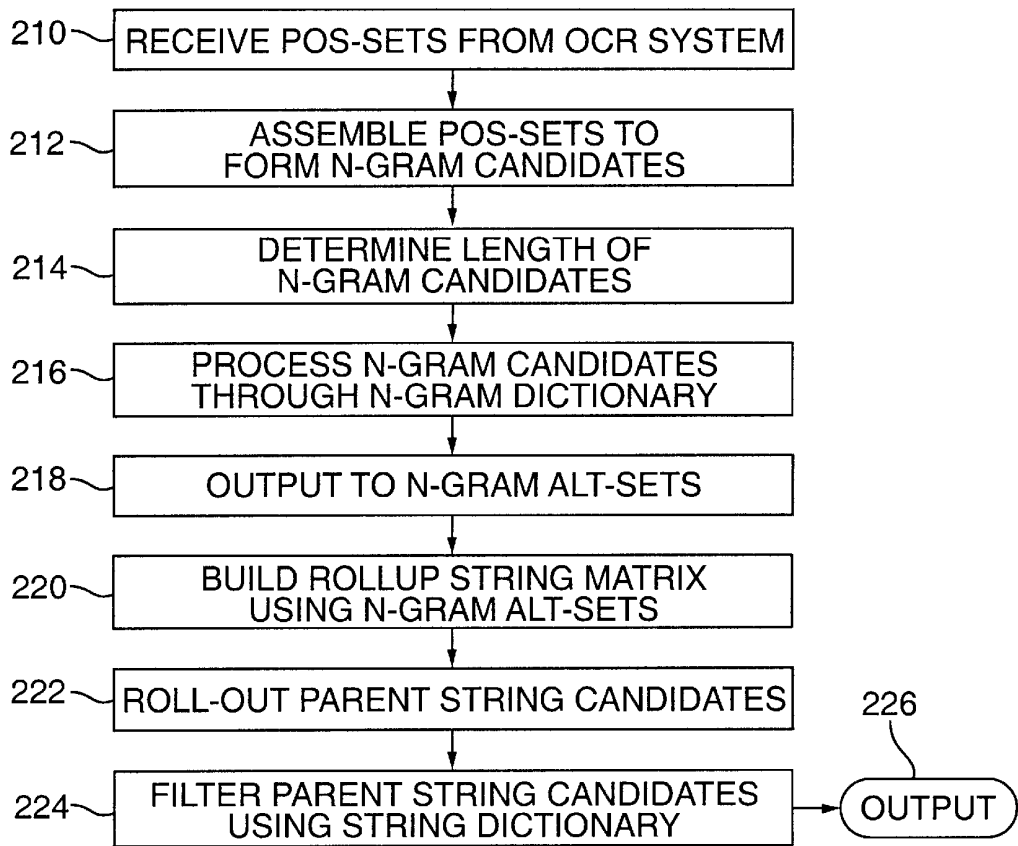 210
RECEIVE POS-SETS FROM OCR SYSTEM
212
ASSEMBLE POS-SETS TO
FORM N-GRAM CANDIDATES
214
DETERMINE LENGTH OF
N-GRAM CANDIDATES
216
PROCESS N-GRAM CANDIDATES
THROUGH N-GRAM DICTIONARY
218
OUTPUT TO N-GRAM ALT-SETS
220
BUILD ROLLUP STRING MATRIX
USING N-GRAM ALT-SETS
222
ROLL-OUT PARENT STRING CANDIDATES
224
FILTER PARENT STRING CANDIDATES
USING STRING DICTIONARY
226
OUTPUT